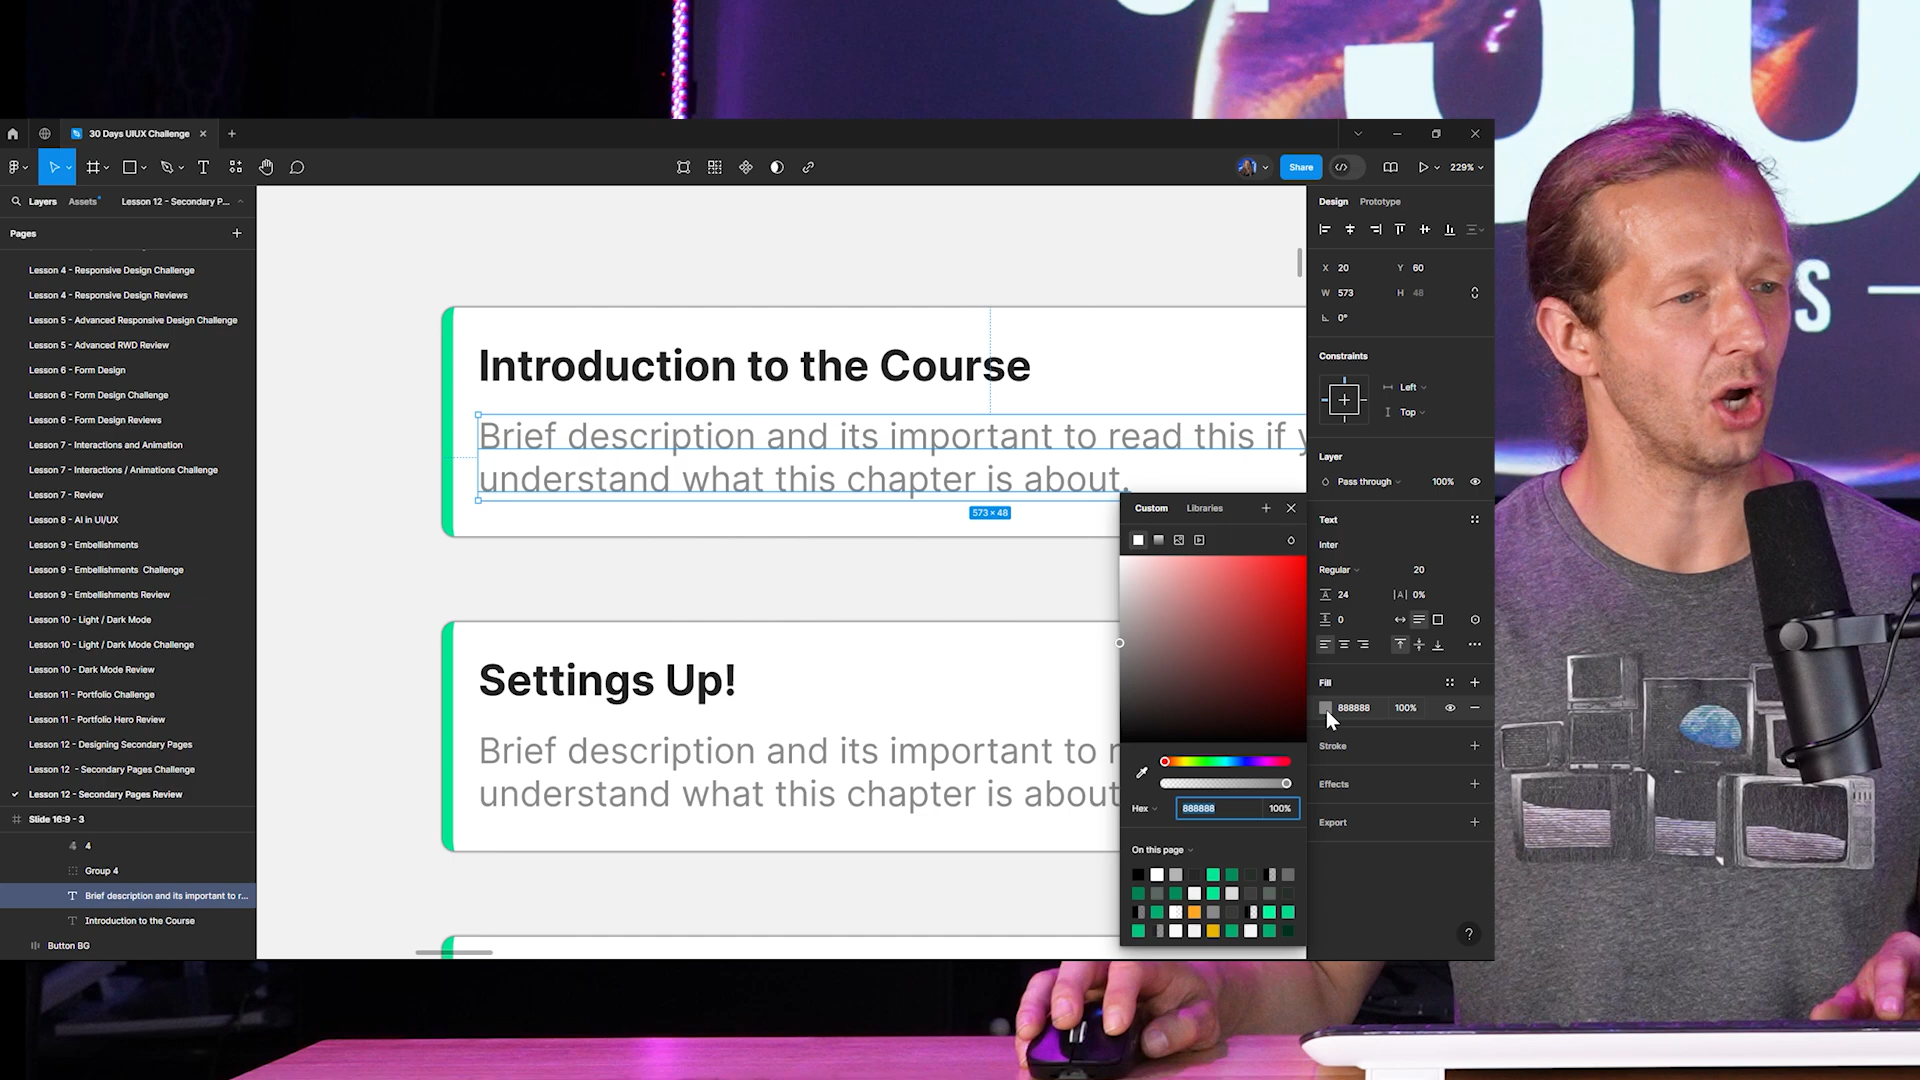 30 Days UIUX Challenge
Share
229%
Layers
Assets
Lesson 12 - Secondary P...
Pages
Lesson 4 - Responsive Design Challenge
Lesson 4 - Responsive Design Reviews
Lesson 5 - Advanced Responsive Design Challenge
Lesson 5 - Advanced RWD Review
Lesson 6 - Form Design
Lesson 6 - Form Design Challenge
Lesson 6 - Form Design Reviews
Lesson 7 - Interactions and Animation
Lesson 7 - Interactions / Animations Challenge
Lesson 7 - Review
Lesson 8 - AI in UI/UX
Lesson 9 - Embellishments
Lesson 9 - Embellishments Challenge
Lesson 9 - Embellishments Review
Lesson 10 - Light / Dark Mode
Lesson 10 - Light / Dark Mode Challenge
Lesson 10 - Dark Mode Review
Lesson 11 - Portfolio Challenge
Lesson 11 - Portfolio Hero Review
Lesson 12 - Designing Secondary Pages
Lesson 12 - Secondary Pages Challenge
Lesson 12 - Secondary Pages Review
Slide 16:9 - 3
4
Group 4
Brief description and its important to r...
Introduction to the Course
Button BG
Introduction to the Course
Brief description and its important to read this if y
understand what this chapter is about.
573 × 48
Settings Up!
Brief description and its important to r
understand what this chapter is about
Custom
Libraries
Hex
888888
100%
On this page
Design
Prototype
X 20
Y 60
W 573
H 48
0°
Constraints
Left
Top
Layer
Pass through
100%
Text
Inter
Regular
20
24
0%
0
Fill
888888
100%
Stroke
Effects
Export
?
30
S